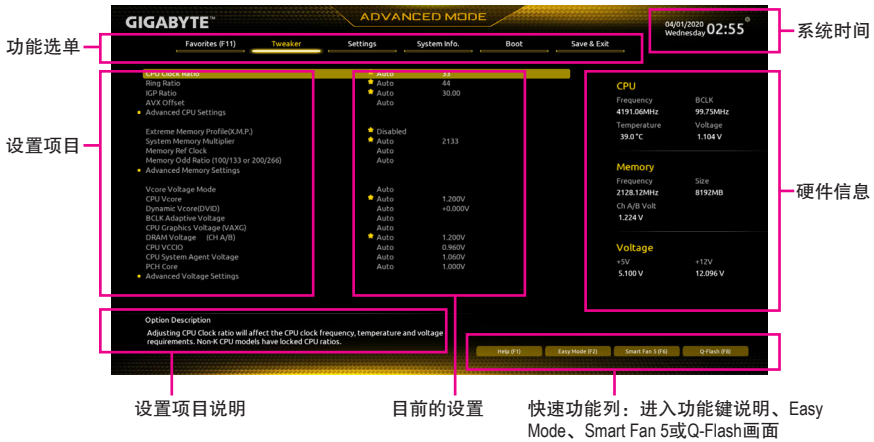 GIGABYTE™
ADVANCED MODE
04/01/2020
Wednesday 02:55
系统时间
功能选单
Favorites (F11) Tweaker Settings System Info. Boot Save & Exit
CPU Clock Ratio Auto 33
Ring Ratio Auto 44
IGP Ratio Auto 30.00
AVX Offset Auto
Advanced CPU Settings
设置项目
Extreme Memory Profile(X.M.P.) Disabled
System Memory Multiplier Auto 2133
Memory Ref Clock Auto
Memory Odd Ratio (100/133 or 200/266) Auto
Advanced Memory Settings
Vcore Voltage Mode Auto
CPU Vcore Auto 1.200V
Dynamic Vcore(DVID) Auto +0.000V
BCLK Adaptive Voltage Auto
CPU Graphics Voltage (VAXG) Auto
DRAM Voltage (CH A/B) Auto 1.200V
CPU VCCIO Auto 0.960V
CPU System Agent Voltage Auto 1.060V
PCH Core Auto 1.000V
Advanced Voltage Settings
CPU
Frequency BCLK
4191.06MHz 99.75MHz
Temperature Voltage
39.0 °C 1.104 V
Memory
Frequency Size
2128.12MHz 8192MB
Ch A/B Volt
1.224 V
Voltage
+5V +12V
5.100 V 12.096 V
硬件信息
Option Description
Adjusting CPU Clock ratio will affect the CPU clock frequency, temperature and voltage
requirements. Non-K CPU models have locked CPU ratios.
Help (F1) Easy Mode (F2) Smart Fan 5 (F6) Q-Flash (F8)
设置项目说明
目前的设置
快速功能列：进入功能键说明、Easy
Mode、Smart Fan 5或Q-Flash画面